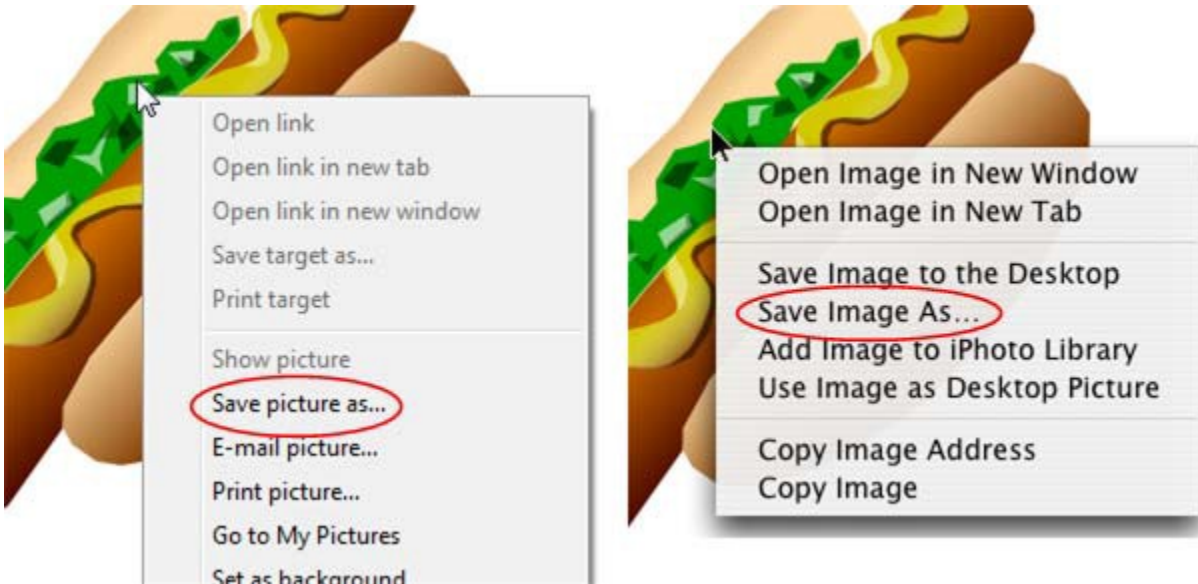 Open link
Open link in new tab
Open link in new window
Save target as...
Print target
Show picture
Save picture as...
E-mail picture...
Print picture...
Go to My Pictures
Set as background
Open Image in New Window
Open Image in New Tab
Save Image to the Desktop
Save Image As...
Add Image to iPhoto Library
Use Image as Desktop Picture
Copy Image Address
Copy Image